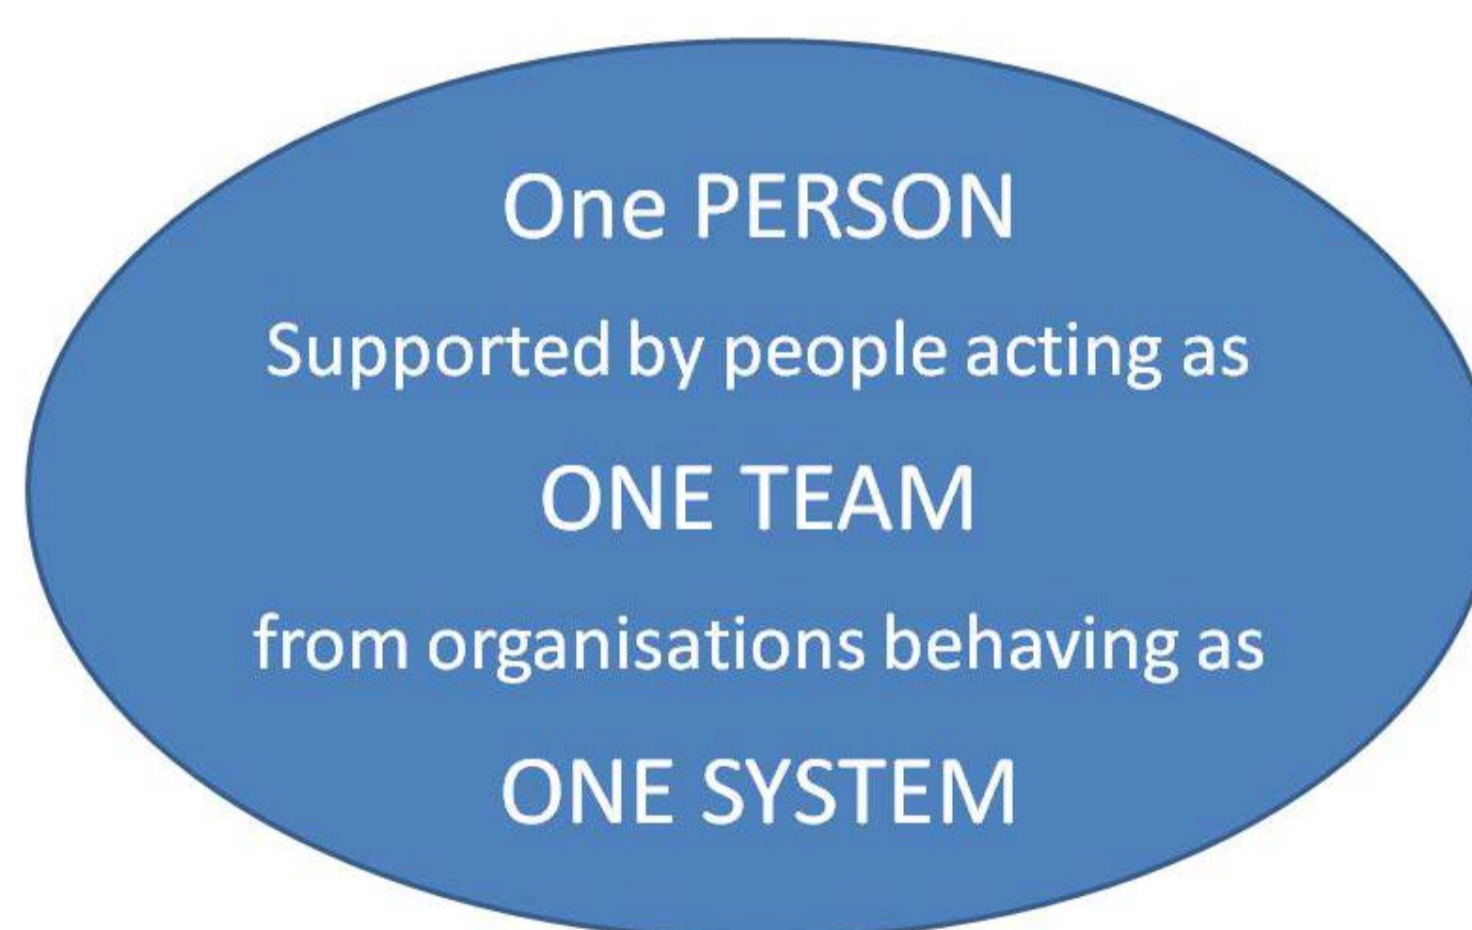 One PERSON
Supported by people acting as
ONE TEAM
from organisations behaving as
ONE SYSTEM